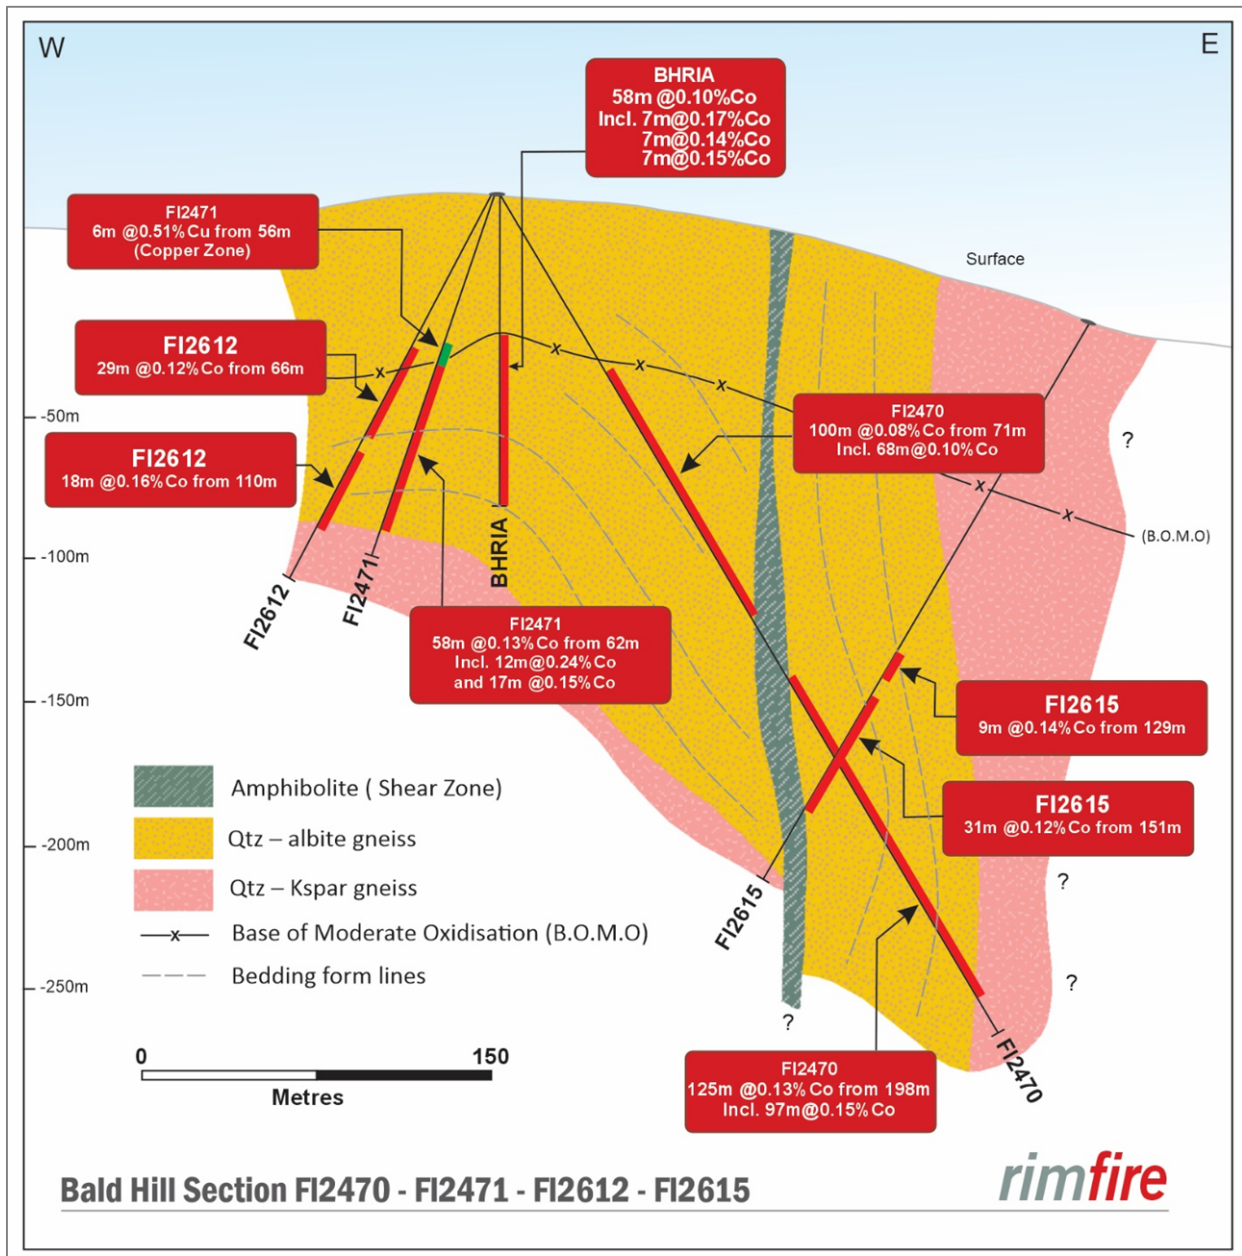 W
E
BHRIA
58m @0.10%Co
Incl. 7m@0.17%Co
7m@0.14%Co
7m@0.15%Co
FI2471
6m @0.51%Cu from 56m
(Copper Zone)
Surface
FI2612
29m @0.12%Co from 66m
x
x
x
x
FI2470
100m @0.08%Co from 71m
Incl. 68m@0.10%Co
-50m
?
FI2612
18m @0.16%Co from 110m
x
x
(B.O.M.O)
-100m
FI2612
FI2471
BHRIA
FI2471
58m @0.13%Co from 62m
Incl. 12m@0.24%Co
and 17m @0.15%Co
-150m
FI2615
9m @0.14%Co from 129m
FI2615
31m @0.12%Co from 151m
Amphibolite ( Shear Zone)
Qtz – albite gneiss
-200m
Qtz – Kspar gneiss
?
FI2615
x
Base of Moderate Oxidisation (B.O.M.O)
Bedding form lines
-250m
?
?
FI2470
0
150
Metres
FI2470
125m @0.13%Co from 198m
Incl. 97m@0.15%Co
Bald Hill Section FI2470 - FI2471 - FI2612 - FI2615
rimfire